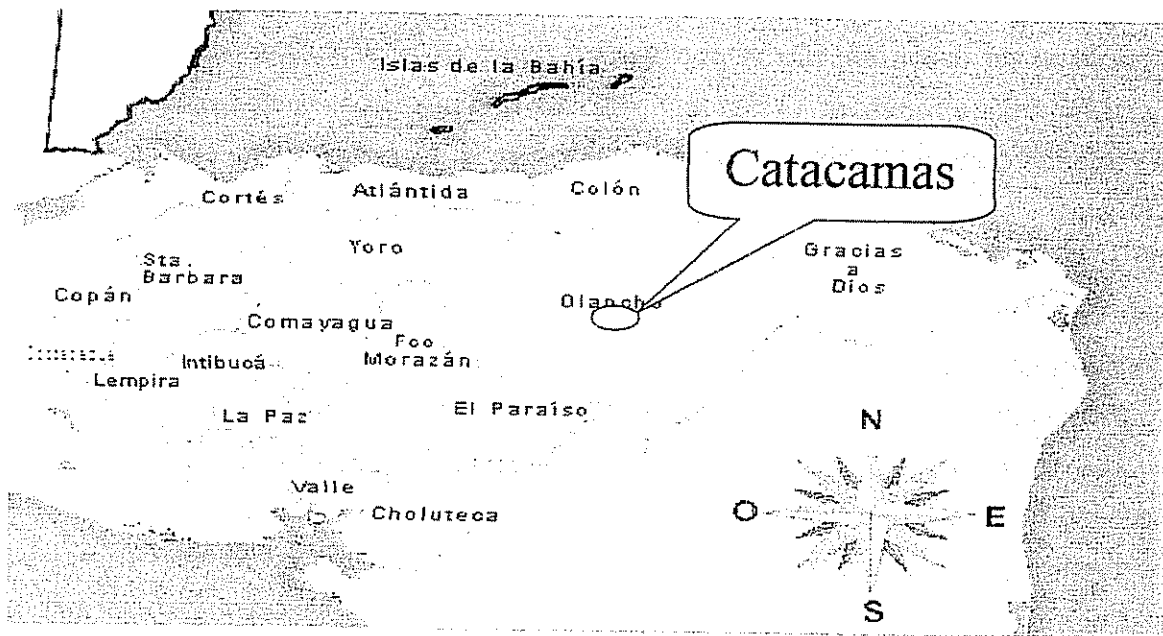 Islas de la Bahía
Catacamas
Cortés
Atlántida
Colón
Yoro
Gracias
a
Dios
Sta.
Barbara
Copán
Olancho
Comayagua
Fco
Morazán
Intibucá
Lempira
La Paz
El Paraíso
N
Valle
O
E
Choluteca
S